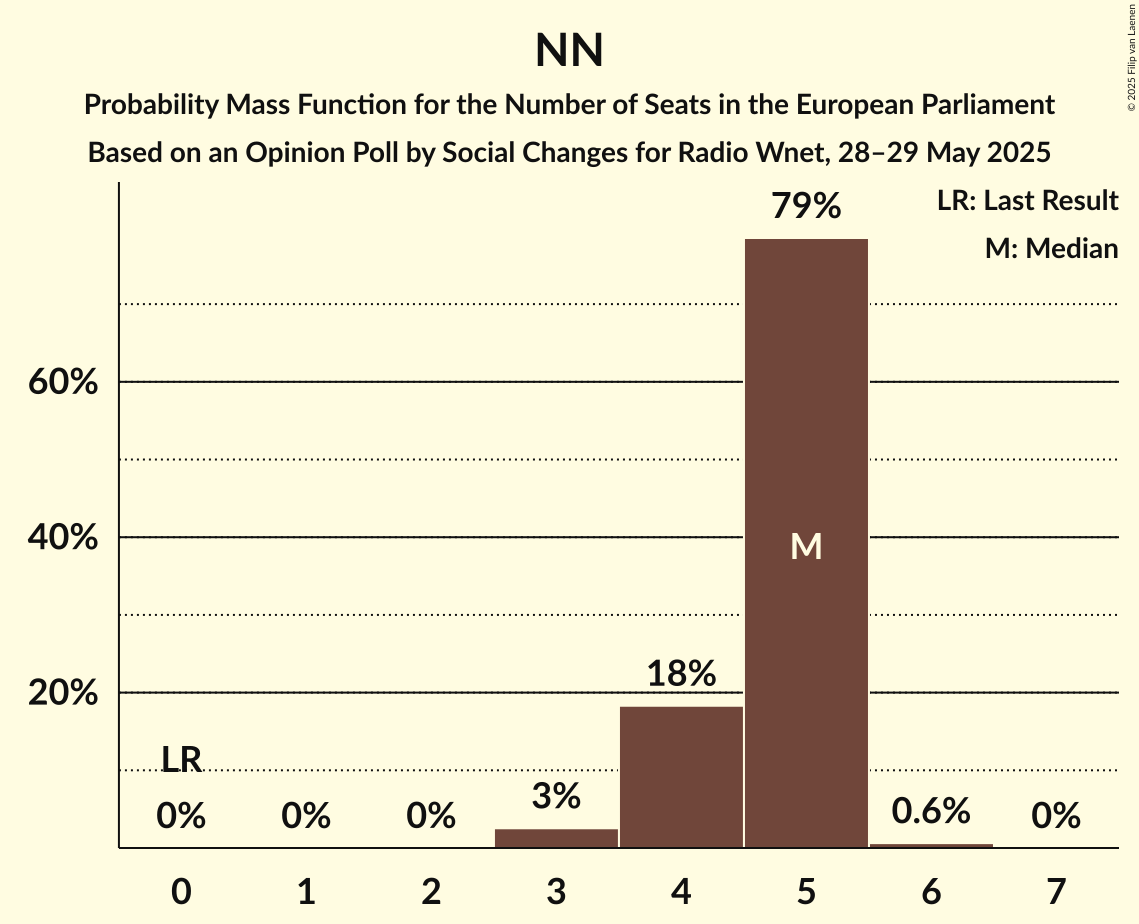 NN
Probability Mass Function for the Number of Seats in the European Parliament
Based on an Opinion Poll by Social Changes for Radio Wnet, 28–29 May 2025
© 2025 Filip van Laenen
LR: Last Result
M: Median
79%
60%
40%
M
20%
18%
LR
0%
0%
0%
3%
0.6%
0%
0 1 2 3 4 5 6 7